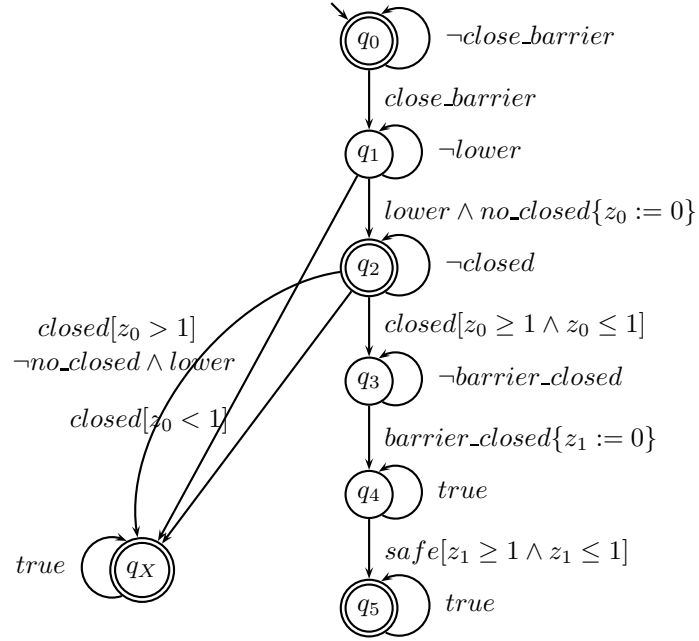 q0
¬close_barrier
close_barrier
q1
¬lower
lower ∧ no_closed{z0 := 0}
q2
¬closed
closed[z0 > 1]
closed[z0 ≥ 1 ∧ z0 ≤ 1]
¬no_closed ∧ lower
q3
¬barrier_closed
closed[z0 < 1]
barrier_closed{z1 := 0}
q4
true
safe[z1 ≥ 1 ∧ z1 ≤ 1]
true
qX
q5
true